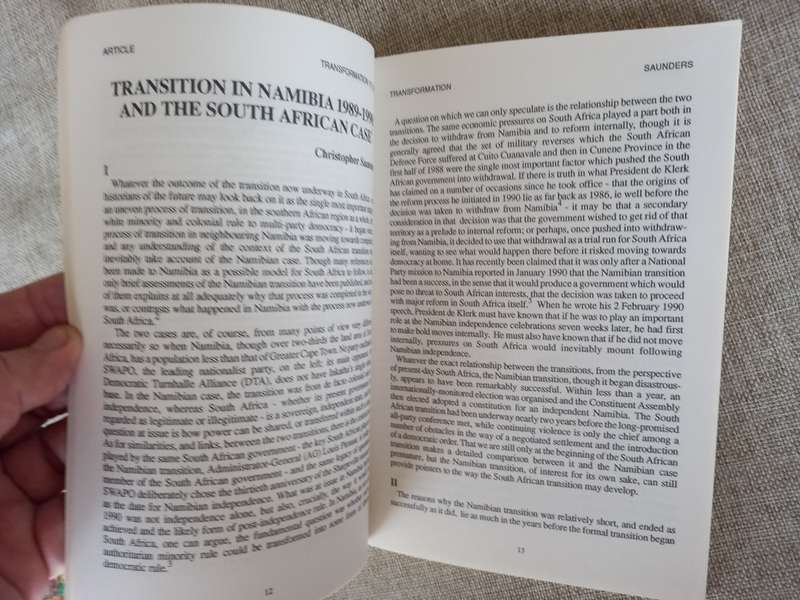 ARTICLE
TRANSFORMATION
TRANSITION IN NAMIBIA 1989-1990
AND THE SOUTH AFRICAN CASE
Christopher
I
Whatever the outcome of the transition now underway in South
historians of the future may look back on it as the single most important
an uneven process of transition, in the southern African region as a whole,
white minority and colonial rule to multi-party democracy - it began
process of transition in neighbouring Namibia was moving towards
and any understanding of the context of the South African transition
inevitably take account of the Namibian case. Though many references
been made to Namibia as a possible model for South Africa to follow
only brief assessments of the Namibian transition have been published and
of them explains at all adequately why that process was completed in the
was, or contrasts what happened in Namibia with the process now underway
South Africa.2
The two cases are, of course, from many points of view very different
necessarily so when Namibia, though over two-thirds the land area of
Africa, has a population less than that of Greater Cape Town. No party
SWAPO, the leading nationalist party, on the left; its main
Democratic Turnhalle Alliance (DTA), does not have Inkatha's single
base. In the Namibian case, the transition was from de facto colonial
independence, whereas South Africa - whether its present
regarded as legitimate or illegitimate - is a sovereign, independent state
question at issue is how power can be shared, or transferred within
As for similarities, and links, between the two transitions, there is the
played by the same South African government - the key South African
the Namibian transition, Administrator-General (AG) Louis Pienaar, is
member of the South African government - and the same legacy of
SWAPO deliberately chose the thirtieth anniversary of the Sharpeville
as the date for Namibian independence. What was at issue in Namibia
1990 was not independence alone, but also, crucially, the way it
achieved and the likely form of post-independence rule. In Namibia,
South Africa, one can argue, the fundamental question was
authoritarian minority rule could be transformed into some
democratic rule.3
12
TRANSFORMATION
SAUNDERS
A question on which we can only speculate is the relationship between the two
transitions. The same economic pressures on South Africa played a part both in
the decision to withdraw from Namibia and to reform internally, though it is
generally agreed that the set of military reverses which the South African
Defence Force suffered at Cuito Cuanavale and then in Cunene Province in the
first half of 1988 were the single most important factor which pushed the South
African government into withdrawal. If there is truth in what President de Klerk
has claimed on a number of occasions since he took office - that the origins of
the reform process he initiated in 1990 lie as far back as 1986, ie well before the
decision was taken to withdraw from Namibia4 - it may be that a secondary
consideration in that decision was that the government wished to get rid of that
territory as a prelude to internal reform; or perhaps, once pushed into withdraw-
ing from Namibia, it decided to use that withdrawal as a trial run for South Africa
itself, wanting to see what would happen there before it risked moving towards
democracy at home. It has recently been claimed that it was only after a National
Party mission to Namibia reported in January 1990 that the Namibian transition
had been a success, in the sense that it would produce a government which would
pose no threat to South African interests, that the decision was taken to proceed
with major reform in South Africa itself.5 When he wrote his 2 February 1990
speech, President de Klerk must have known that if he was to play an important
role at the Namibian independence celebrations seven weeks later, he had first
to make bold moves internally. He must also have known that if he did not move
internally, pressures on South Africa would inevitably mount following
Namibian independence.
Whatever the exact relationship between the transitions, from the perspective
of present-day South Africa, the Namibian transition, though it began disastrous-
ly, appears to have been remarkably successful. Within less than a year, an
internationally-monitored election was organised and the Constituent Assembly
then elected adopted a constitution for an independent Namibia. The South
African transition had been underway nearly two years before the long-promised
all-party conference met, while continuing violence is only the chief among a
number of obstacles in the way of a negotiated settlement and the introduction
of a democratic order. That we are still only at the beginning of the South African
transition makes a detailed comparison between it and the Namibian case
premature, but the Namibian transition, of interest for its own sake, can still
provide pointers to the way the South African transition may develop.
II
The reasons why the Namibian transition was relatively short, and ended as
successfully as it did, lie as much in the years before the formal transition began
13